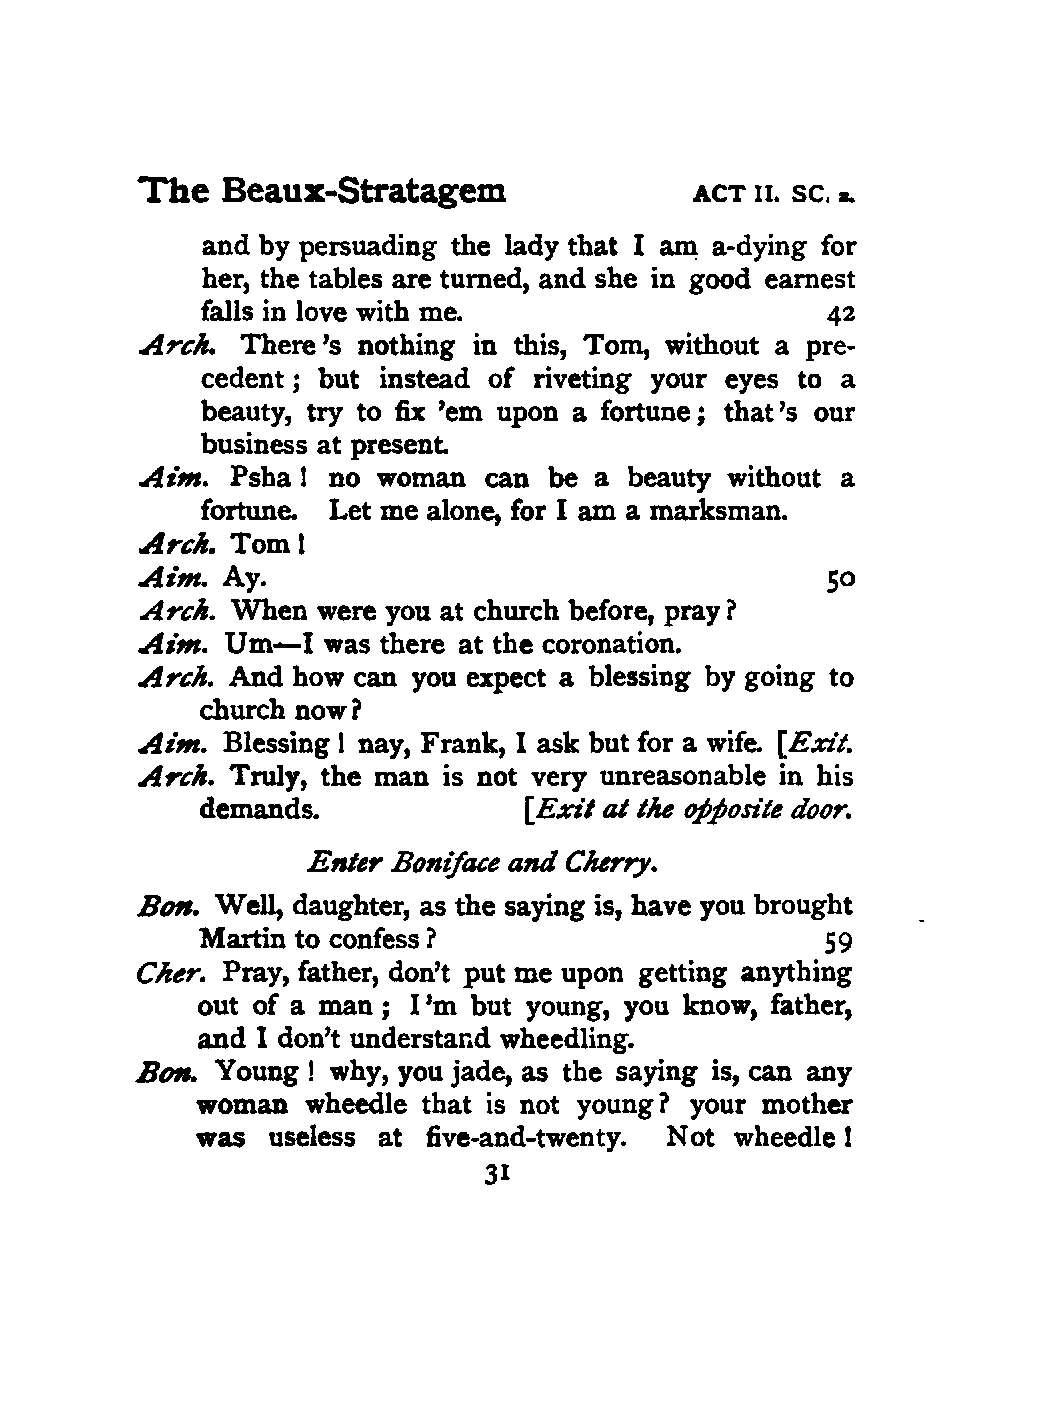 The Beaux-Stratagem ACT II. SC. 2.
and by persuading the lady that I am a-dying for
her, the tables are turned, and she in good earnest
falls in love with me. 42
Arch. There's nothing in this, Tom, without a pre-
cedent; but instead of riveting your eyes to a
beauty, try to fix 'em upon a fortune; that's our
business at present.
Aim. Psha! no woman can be a beauty without a
fortune. Let me alone, for I am a marksman.
Arch. Tom!
Aim. Ay. 50
Arch. When were you at church before, pray?
Aim. Um—I was there at the coronation.
Arch. And how can you expect a blessing by going to
church now?
Aim. Blessing! nay, Frank, I ask but for a wife. [Exit.
Arch. Truly, the man is not very unreasonable in his
demands. [Exit at the opposite door.
Enter Boniface and Cherry.
Bon. Well, daughter, as the saying is, have you brought
Martin to confess? 59
Cher. Pray, father, don't put me upon getting anything
out of a man; I'm but young, you know, father,
and I don't understand wheedling.
Bon. Young! why, you jade, as the saying is, can any
woman wheedle that is not young? your mother
was useless at five-and-twenty. Not wheedle!
31